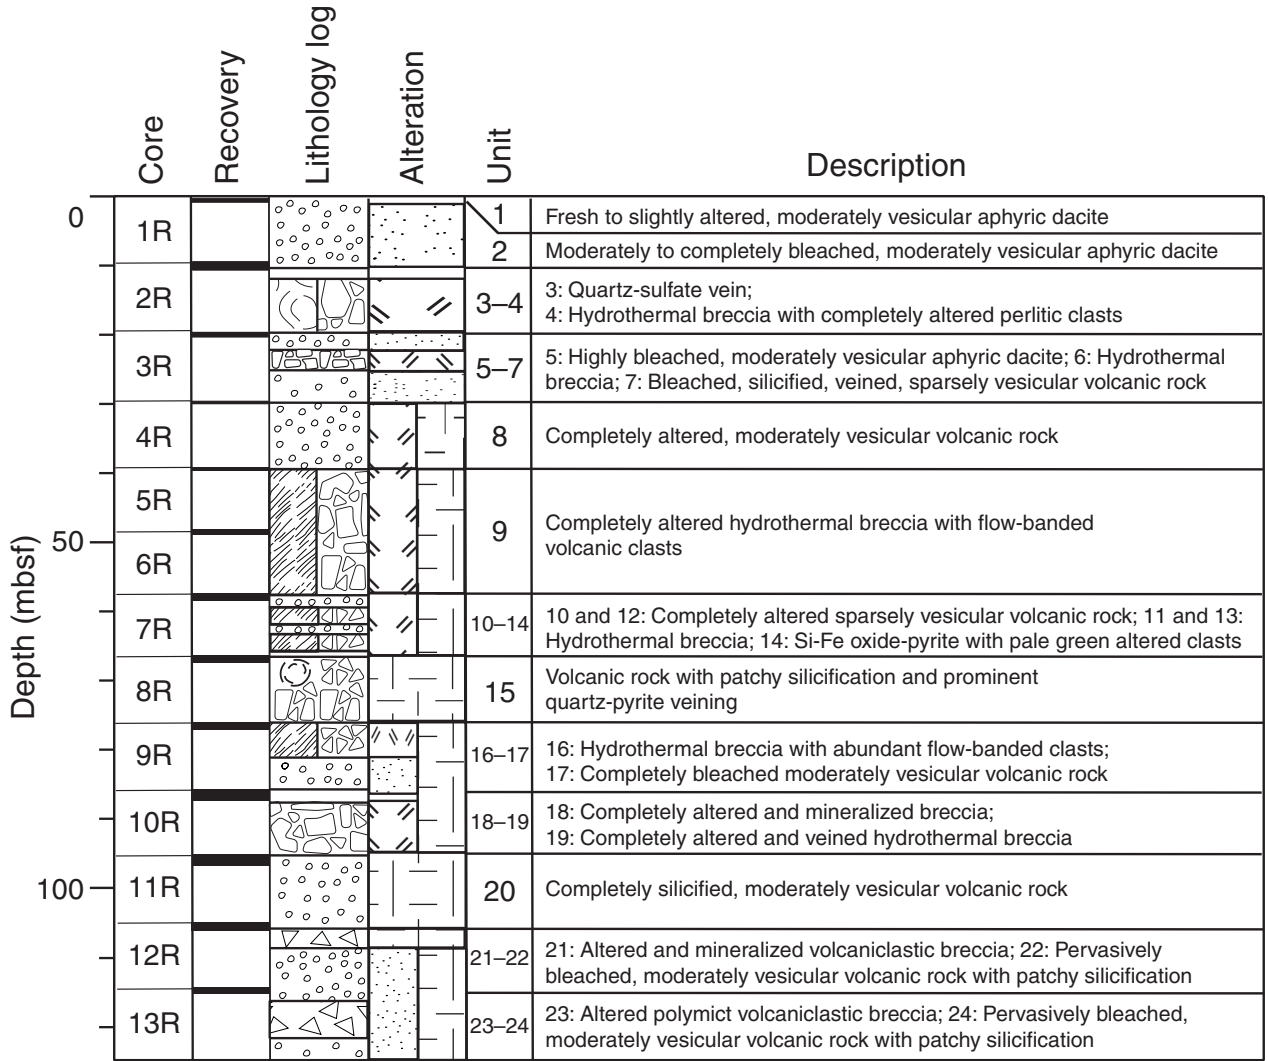 Core
Recovery
Lithology log
Alteration
Unit
Description
Depth (mbsf)
0
50
100
1R
1
Fresh to slightly altered, moderately vesicular aphyric dacite
2
Moderately to completely bleached, moderately vesicular aphyric dacite
2R
3–4
3: Quartz-sulfate vein;
4: Hydrothermal breccia with completely altered perlitic clasts
3R
5–7
5: Highly bleached, moderately vesicular aphyric dacite; 6: Hydrothermal
breccia; 7: Bleached, silicified, veined, sparsely vesicular volcanic rock
4R
8
Completely altered, moderately vesicular volcanic rock
5R
6R
9
Completely altered hydrothermal breccia with flow-banded
volcanic clasts
7R
10–14
10 and 12: Completely altered sparsely vesicular volcanic rock; 11 and 13:
Hydrothermal breccia; 14: Si-Fe oxide-pyrite with pale green altered clasts
8R
15
Volcanic rock with patchy silicification and prominent
quartz-pyrite veining
9R
16–17
16: Hydrothermal breccia with abundant flow-banded clasts;
17: Completely bleached moderately vesicular volcanic rock
10R
18–19
18: Completely altered and mineralized breccia;
19: Completely altered and veined hydrothermal breccia
11R
20
Completely silicified, moderately vesicular volcanic rock
12R
21–22
21: Altered and mineralized volcaniclastic breccia; 22: Pervasively
bleached, moderately vesicular volcanic rock with patchy silicification
13R
23–24
23: Altered polymict volcaniclastic breccia; 24: Pervasively bleached,
moderately vesicular volcanic rock with patchy silicification